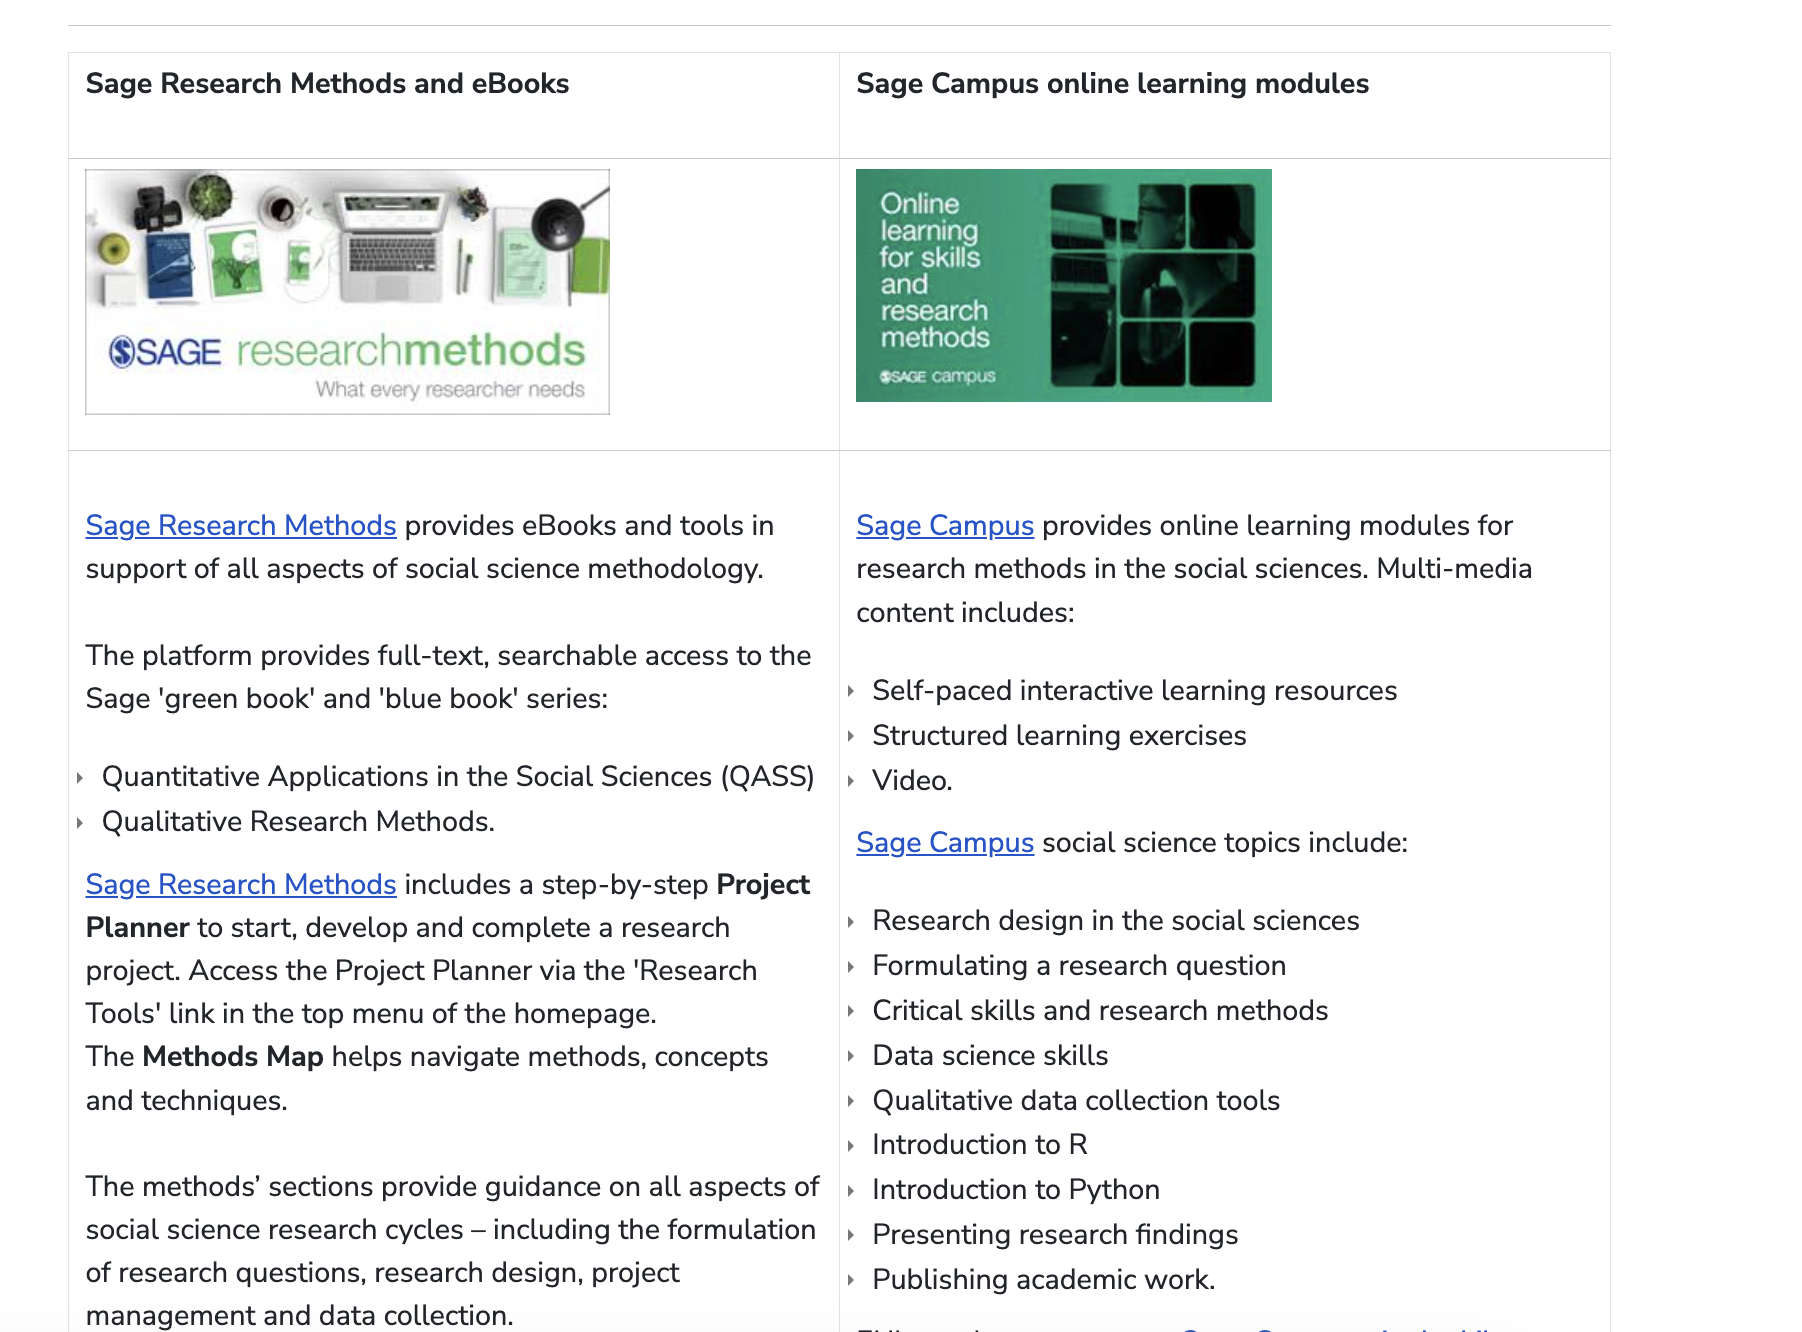 Sage Research Methods and eBooks
SAGE researchmethods
What every researcher needs
Sage Research Methods provides eBooks and tools in
support of all aspects of social science methodology.
The platform provides full-text, searchable access to the
Sage 'green book' and 'blue book' series:
Quantitative Applications in the Social Sciences (QASS)
Qualitative Research Methods.
Sage Research Methods includes a step-by-step Project
Planner to start, develop and complete a research
project. Access the Project Planner via the 'Research
Tools' link in the top menu of the homepage.
The Methods Map helps navigate methods, concepts
and techniques.
The methods’ sections provide guidance on all aspects of
social science research cycles – including the formulation
of research questions, research design, project
management and data collection.
Sage Campus online learning modules
Online
learning
for skills
and
research
methods
SAGE campus
Sage Campus provides online learning modules for
research methods in the social sciences. Multi-media
content includes:
Self-paced interactive learning resources
Structured learning exercises
Video.
Sage Campus social science topics include:
Research design in the social sciences
Formulating a research question
Critical skills and research methods
Data science skills
Qualitative data collection tools
Introduction to R
Introduction to Python
Presenting research findings
Publishing academic work.